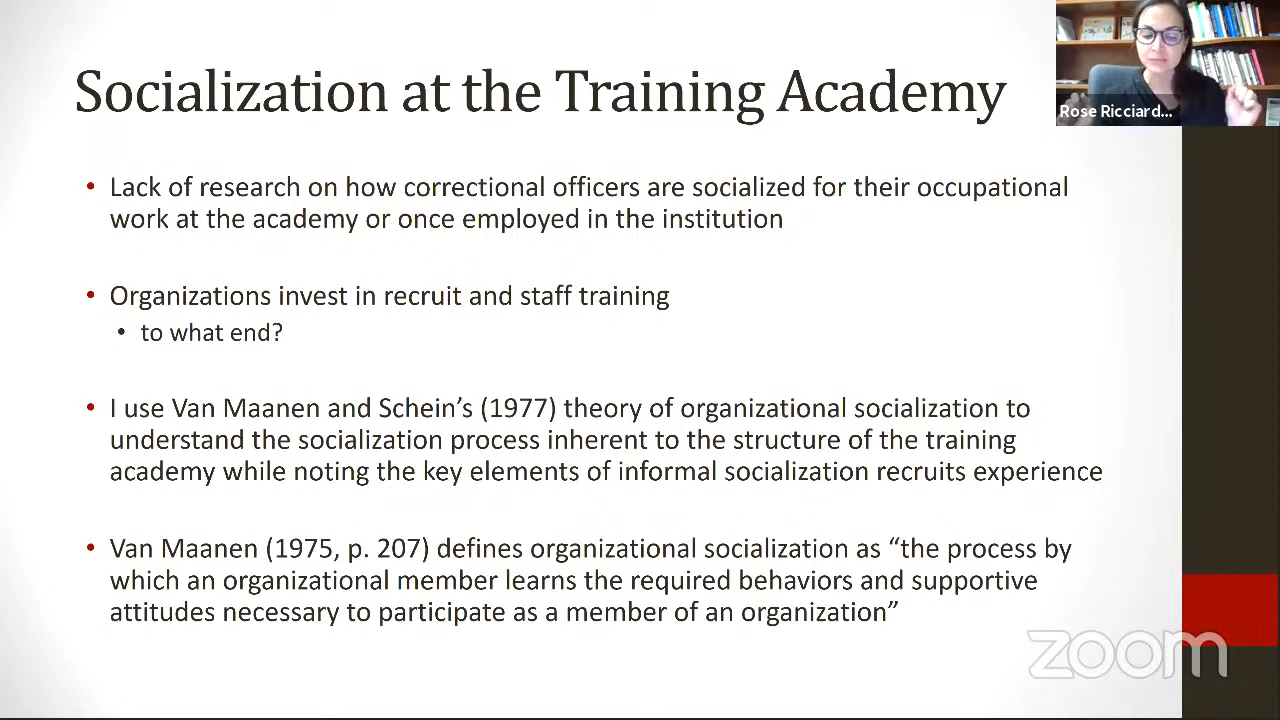 Socialization at the Training Academy
Rose Ricciard...
• Lack of research on how correctional officers are socialized for their occupational
work at the academy or once employed in the institution
• Organizations invest in recruit and staff training
• to what end?
• I use Van Maanen and Schein’s (1977) theory of organizational socialization to
understand the socialization process inherent to the structure of the training
academy while noting the key elements of informal socialization recruits experience
• Van Maanen (1975, p. 207) defines organizational socialization as “the process by
which an organizational member learns the required behaviors and supportive
attitudes necessary to participate as a member of an organization”
zoom